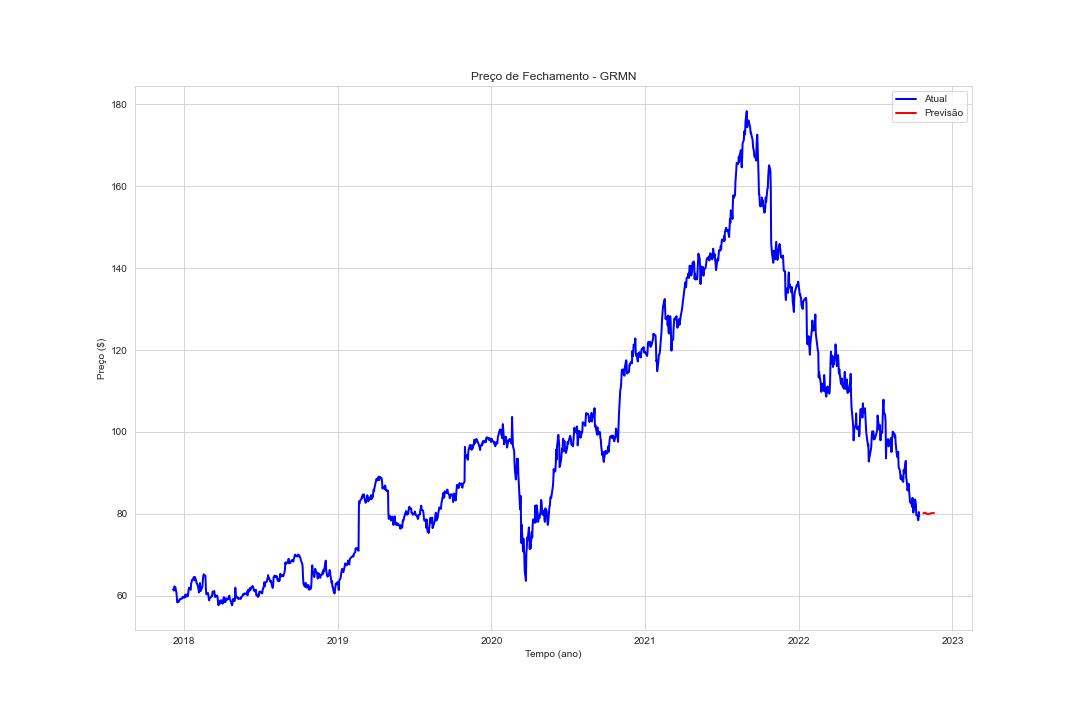 Preço de Fechamento - GRMN
Atual
Previsão
180
160
140
120
100
80
60
Preço ($)
2018
2019
2020
2021
2022
2023
Tempo (ano)